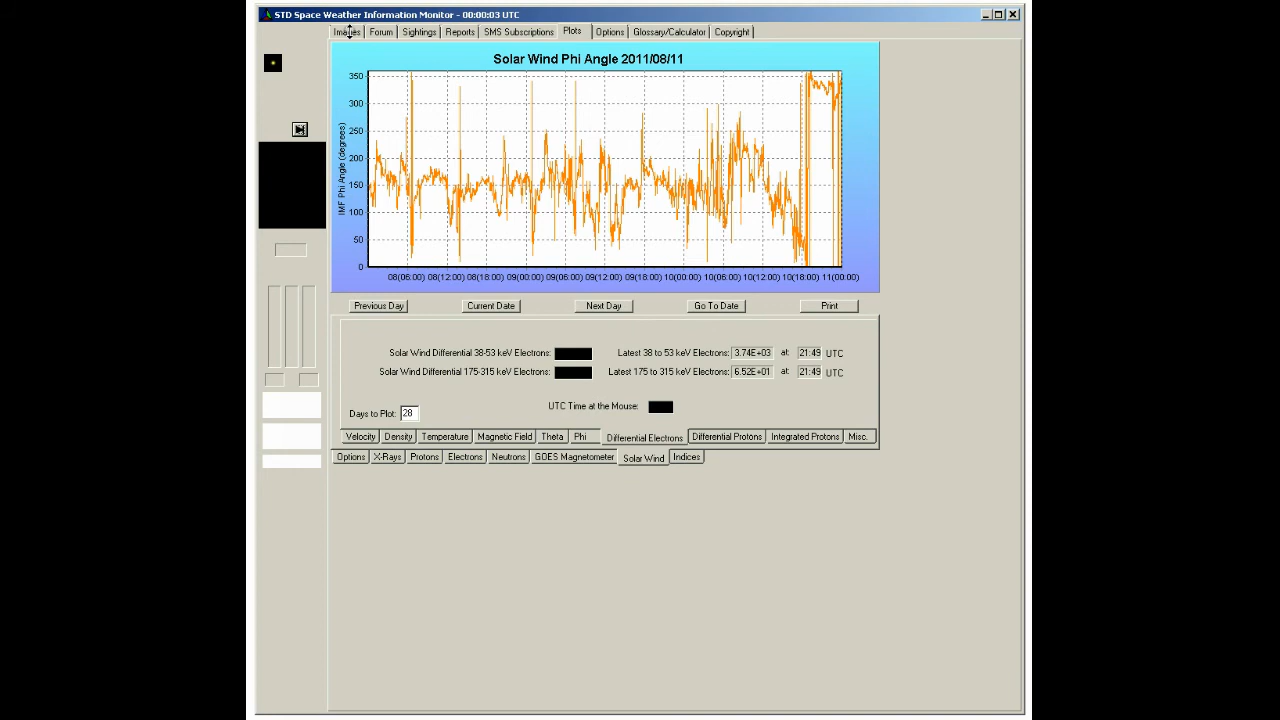 STD Space Weather Information Monitor - 00:00:03 UTC
Images Forum Sightings Reports SMS Subscriptions Plots Options Glossary/Calculator Copyright
Solar Wind Phi Angle 2011/08/11
IMF Phi Angle (degrees)
350
300
250
200
150
100
50
0
08(06:00) 08(12:00) 08(18:00) 09(00:00) 09(06:00) 09(12:00) 09(18:00) 10(00:00) 10(06:00) 10(12:00) 10(18:00) 11(00:00)
Previous Day Current Date Next Day Go To Date Print
Solar Wind Differential 38-53 keV Electrons: Latest 38 to 53 keV Electrons: 3.74E+03 at 21:49 UTC
Solar Wind Differential 175-315 keV Electrons: Latest 175 to 315 keV Electrons: 6.52E+01 at 21:49 UTC
UTC Time at the Mouse:
Days to Plot: 28
Velocity Density Temperature Magnetic Field Theta Phi Differential Electrons Differential Protons Integrated Protons Misc.
Options X-Rays Protons Electrons Neutrons GOES Magnetometer Solar Wind Indices